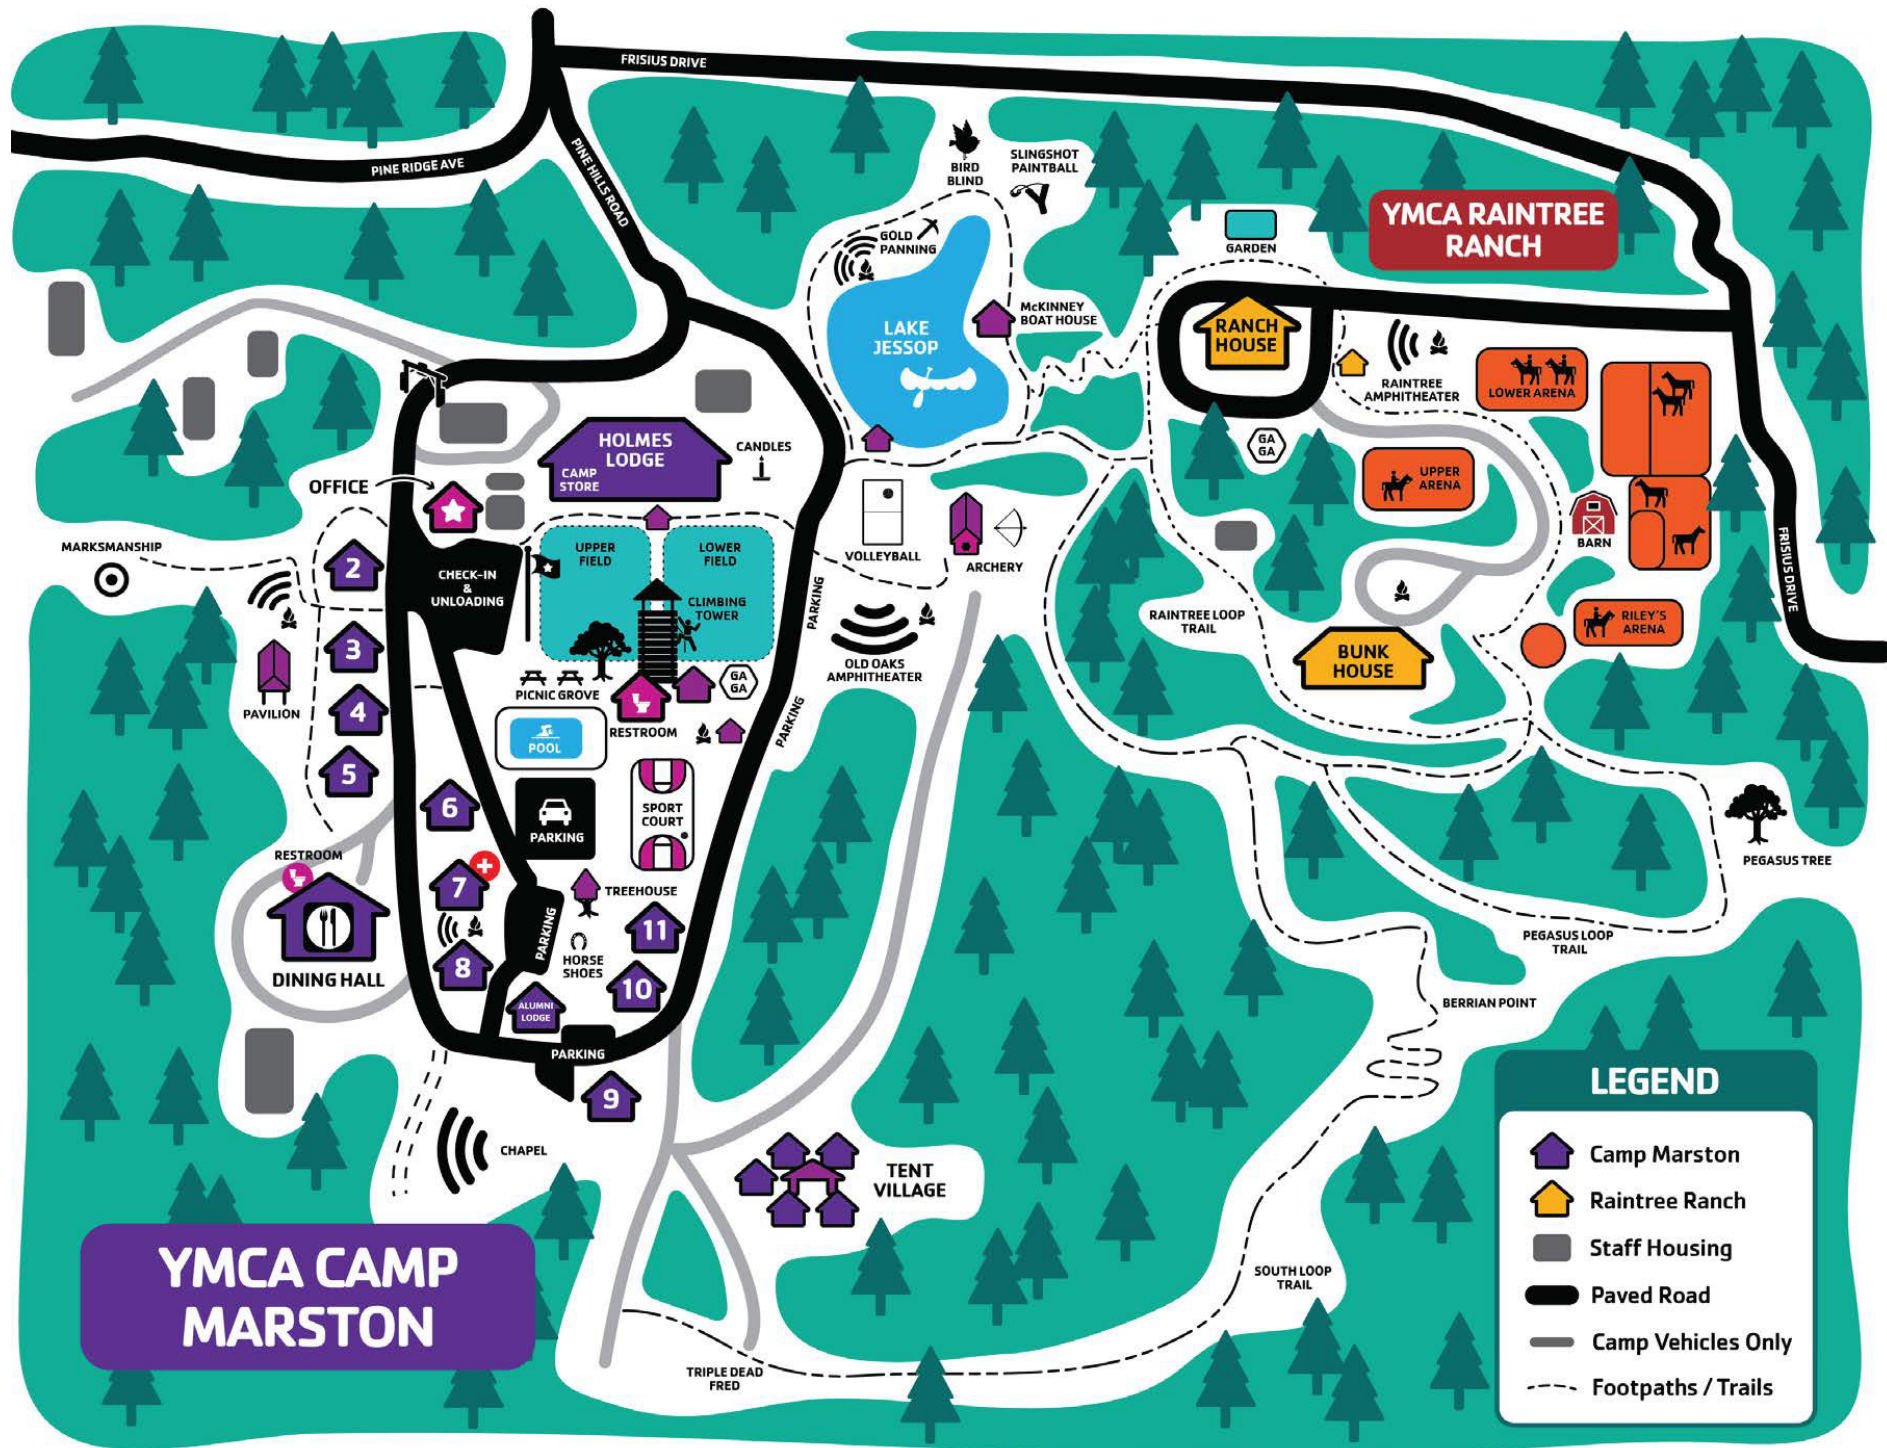 FRISIUS DRIVE
PINE RIDGE AVE
PINE HILLS ROAD
BIRD
BLIND
SLINGSHOT
PAINTBALL
GOLD
PANNING
GARDEN
YMCA RAINTREE
RANCH
McKINNEY
BOAT HOUSE
LAKE
JESSOP
RANCH
HOUSE
RAINTREE
AMPHITHEATER
LOWER ARENA
HOLMES
LODGE
CAMP
STORE
CANDLES
GA
GA
UPPER
ARENA
OFFICE
MARKSMANSHIP
2
CHECK-IN
&
UNLOADING
UPPER
FIELD
LOWER
FIELD
CLIMBING
TOWER
PARKING
VOLLEYBALL
ARCHERY
BARN
FRISIUS DRIVE
RAINTREE LOOP
TRAIL
RILEY'S
ARENA
3
OLD OAKS
AMPHITHEATER
BUNK
HOUSE
PAVILION
4
PICNIC GROVE
GA
GA
RESTROOM
PARKING
POOL
5
6
PARKING
SPORT
COURT
RESTROOM
7
TREEHOUSE
PEGASUS TREE
PARKING
11
HORSE
SHOES
8
DINING HALL
10
PEGASUS LOOP
TRAIL
ALUMNI
LODGE
BERRIAN POINT
PARKING
9
CHAPEL
TENT
VILLAGE
SOUTH LOOP
TRAIL
TRIPLE DEAD
FRED
YMCA CAMP
MARSTON
LEGEND
Camp Marston
Raintree Ranch
Staff Housing
Paved Road
Camp Vehicles Only
Footpaths / Trails